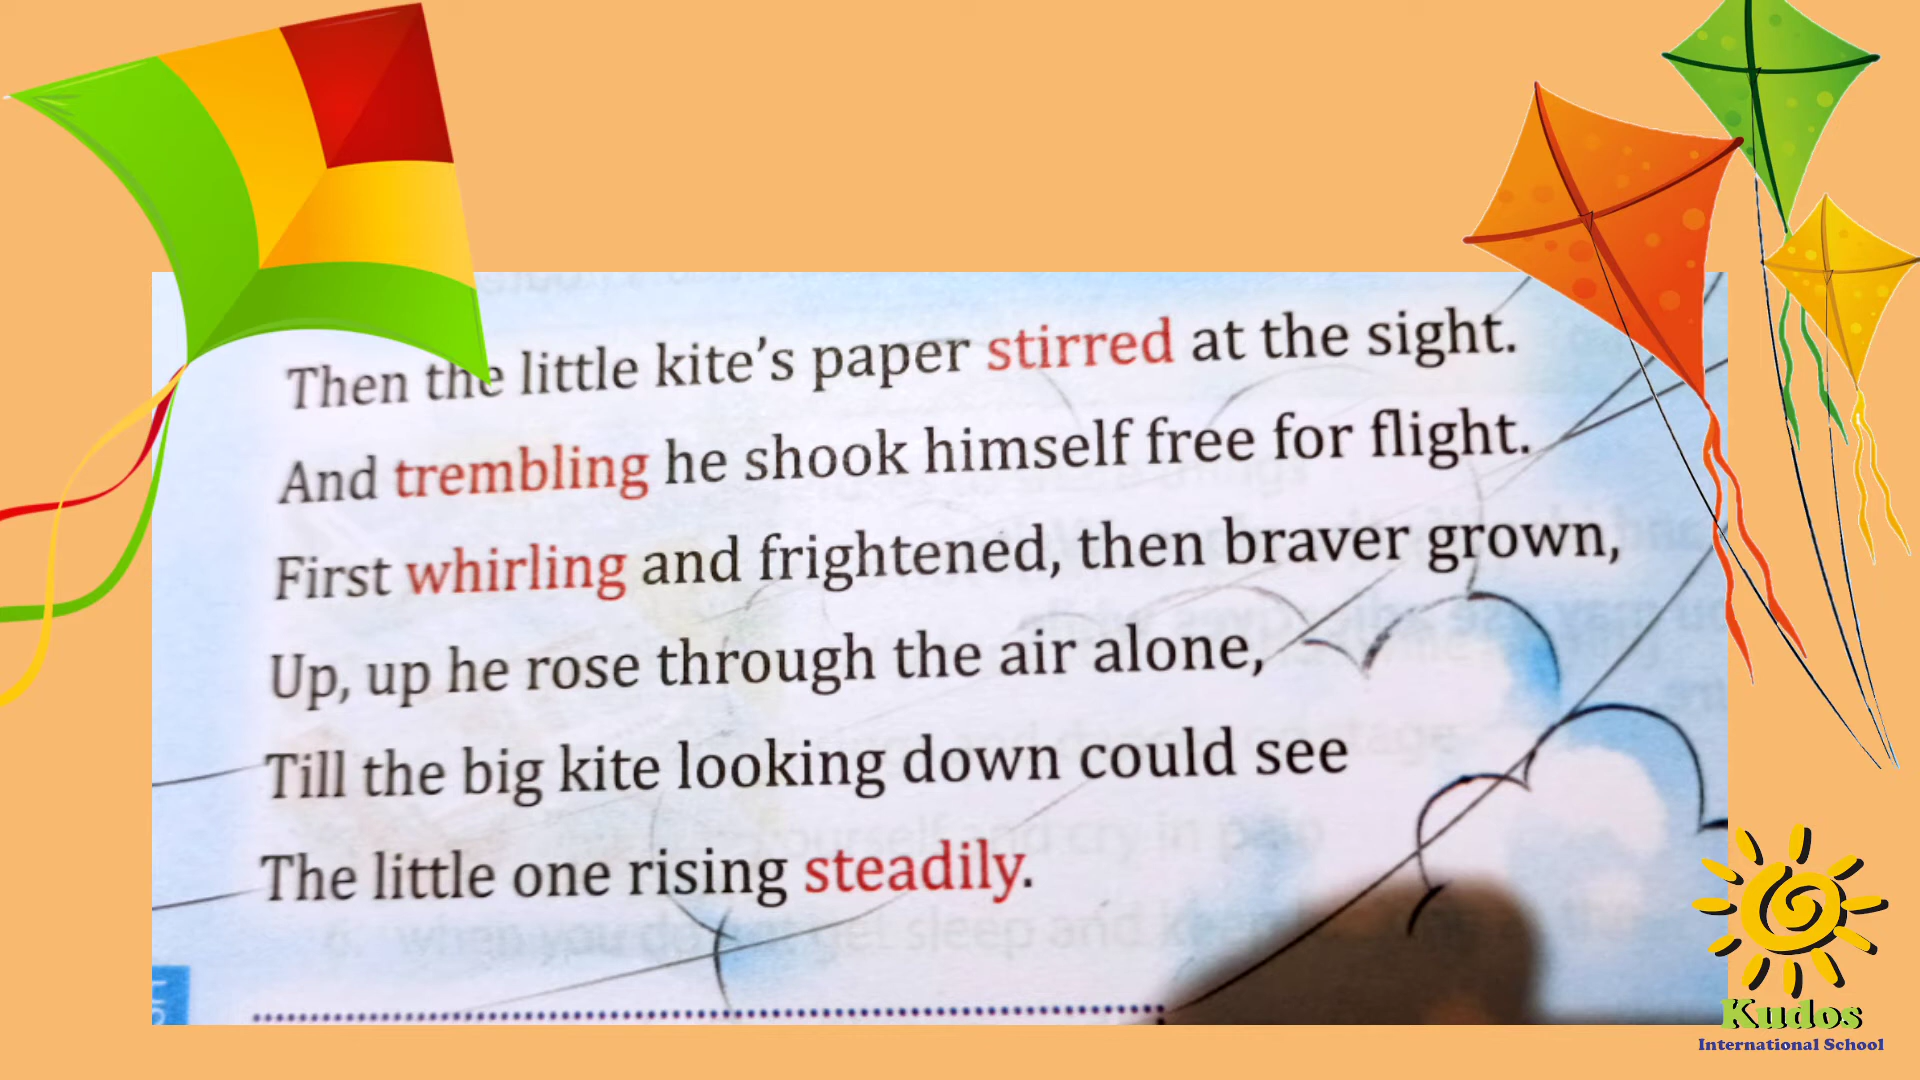 Then the little kite's paper stirred at the sight.
And trembling he shook himself free for flight.
First whirling and frightened, then braver grown,
Up, up he rose through the air alone,
Till the big kite looking down could see
The little one rising steadily.
Kudos
International School